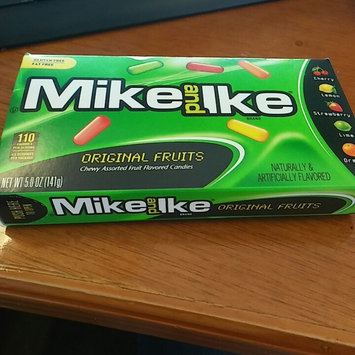 GLUTEN FREE
FAT FREE
Mike and Ike
BRAND
Cherry
Lemon
Strawberry
Lime
110
ORIGINAL FRUITS
Chewy Assorted Fruit Flavored Candies
NATURALLY &
ARTIFICIALLY FLAVORED
NET WT 5.0 OZ (141g)
Mike and Ike ORIGINAL FRUITS